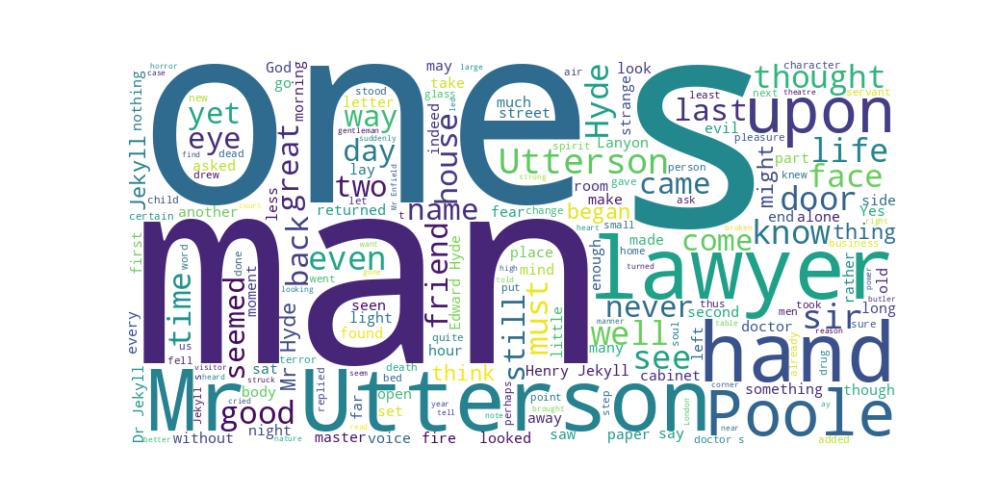 one
s
man
lawyer
Mr Utterson
hand
Poole
upon
Utterson
Hyde
thought
last
life
face
door
know
thing
sir
come
never
well
see
came
might
house
great
back
seemed
friend
name
even
time
must
still
good
think
day
way
two
eye
yet
Jekyll
nothing
horror
case
new
asked
find
dead
drew
God
go
morning
stood
letter
gentleman
suddenly
lay
let
returned
less
child
certain
another
first
every
Dr Jekyll
word
us
fell
done
moment
looking
Mr Hyde
went
want
seen
light
found
gone
may
take
glass
indeed
much
street
air
look
strange
Lanyon
spirit
person
strong
room
gave
make
ask
fear
change
began
heart
small
least
evil
character
next
theatre
servant
pleasure
part
knew
end
alone
side
Yes
right
business
broken
made
enough
home
turned
place
mind
high
told
put
little
Edward Hyde
quite
hour
Mr Enfield
Henry Jekyll
many
manner
second
thus
took
men
rather
old
long
power
butler
sure
reason
doctor
soul
table
left
cabinet
already
drug
something
though
corner
near
ay
added
doctor s
London
step
say
paper
saw
away
point
brought
perhaps
note
looked
fire
voice
master
night
nature
without
better
body
sat
terror
struck
cried
visitor
heard
replied
seem
death
bed
open
set
far
read
year
tell
court